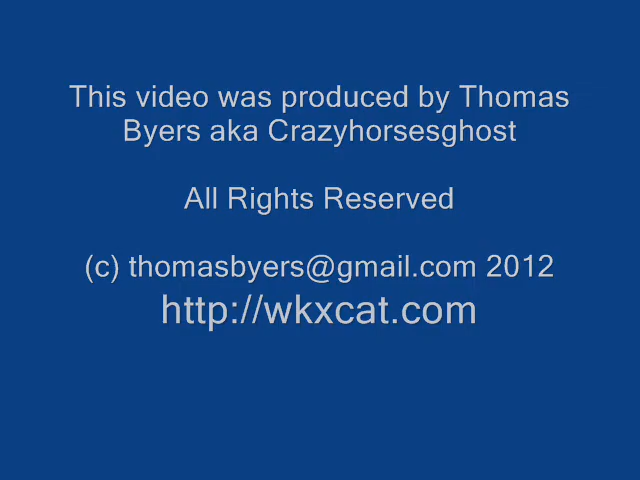 This video was produced by Thomas
Byers aka Crazyhorsesghost
All Rights Reserved
(c) thomasbyers@gmail.com 2012
http://wkxcat.com